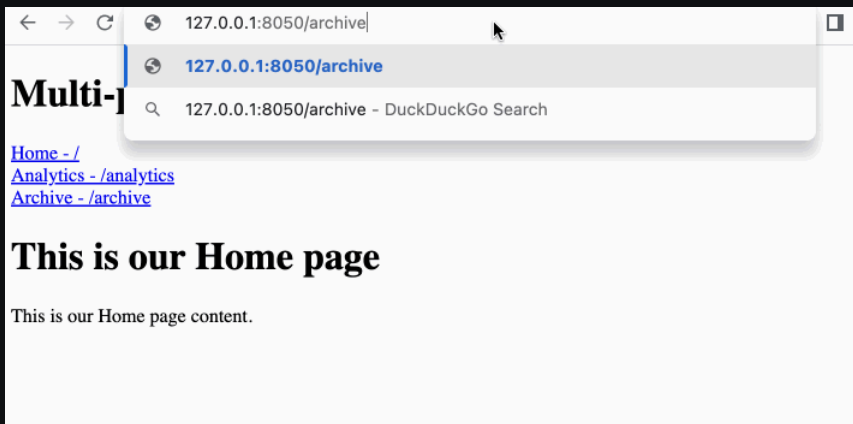 127.0.0.1:8050/archive
127.0.0.1:8050/archive
127.0.0.1:8050/archive - DuckDuckGo Search
Home - /
Analytics - /analytics
Archive - /archive
This is our Home page
This is our Home page content.